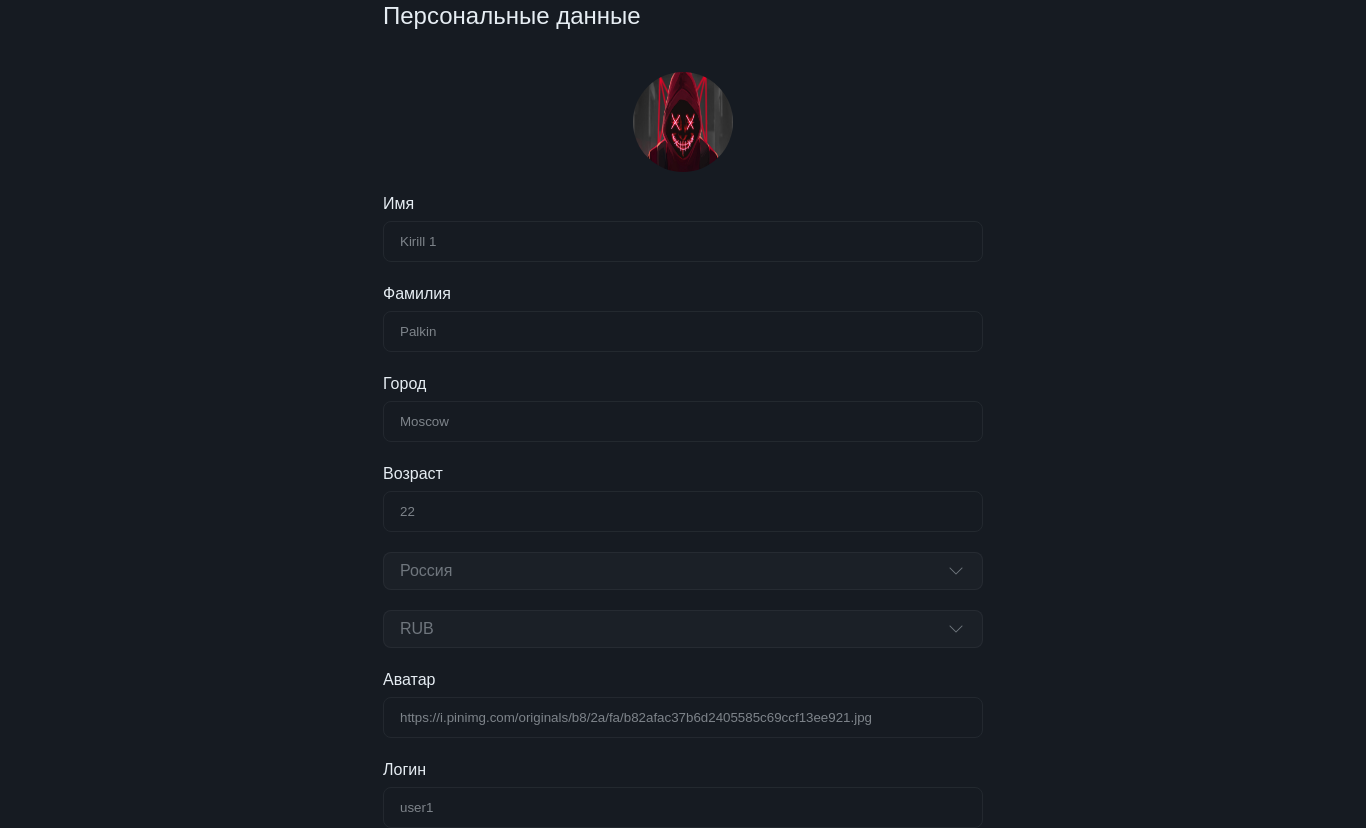 Персональные данные
Имя
Kirill 1
Фамилия
Palkin
Город
Moscow
Возраст
22
Россия
RUB
Аватар
https://i.pinimg.com/originals/b8/2a/fa/b82afac37b6d2405585c69ccf13ee921.jpg
Логин
user1